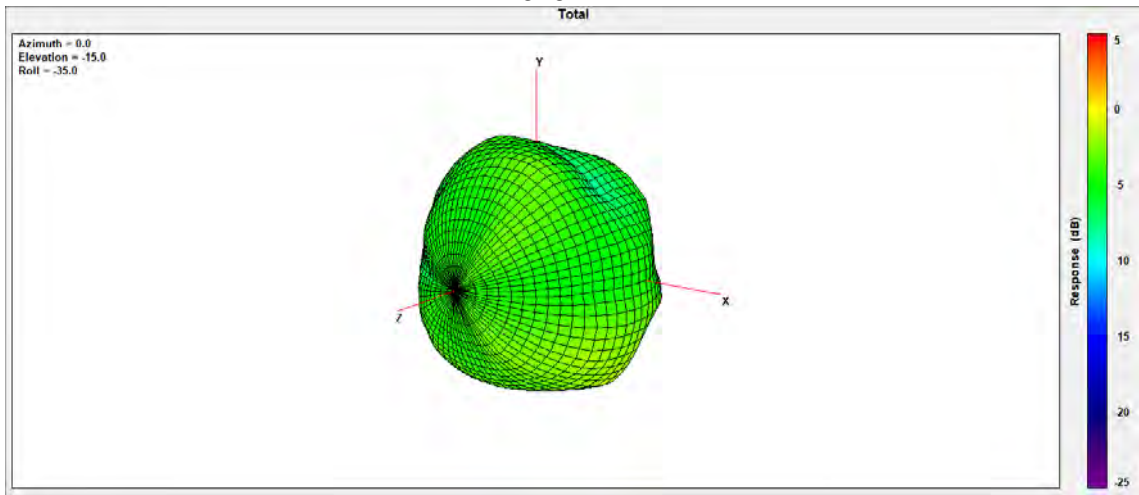 Total
Azimuth = 0.0
Elevation = -15.0
Roll = -35.0
Y
X
Z
Response (dB)
5
0
-5
10
15
-20
-25